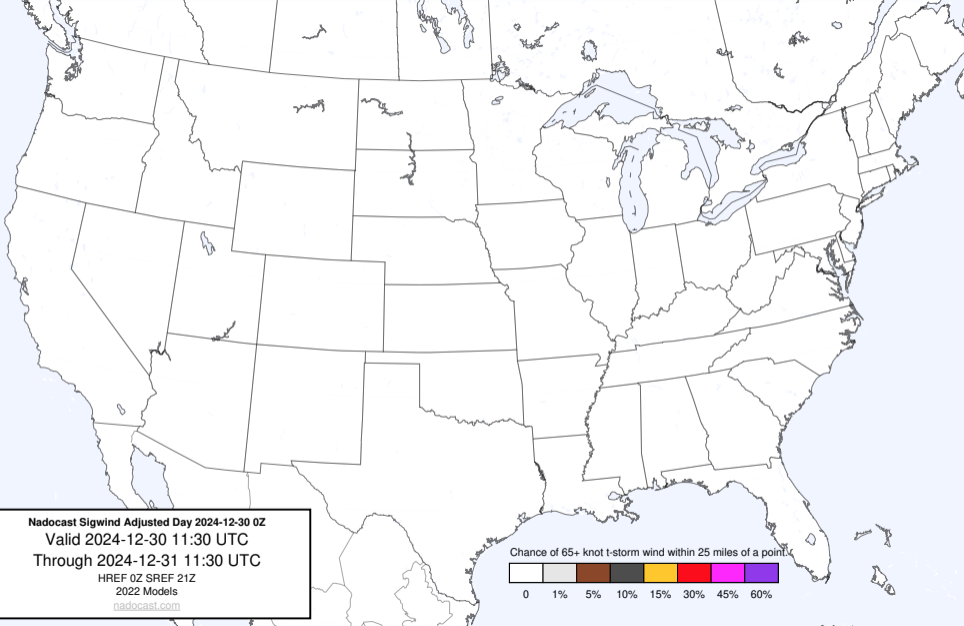 Nadocast Sigwind Adjusted Day 2024-12-30 0Z
Valid 2024-12-30 11:30 UTC
Through 2024-12-31 11:30 UTC
HREF 0Z SREF 21Z
2022 Models
nadocast.com
Chance of 65+ knot t-storm wind within 25 miles of a point.
0 1% 5% 10% 15% 30% 45% 60%